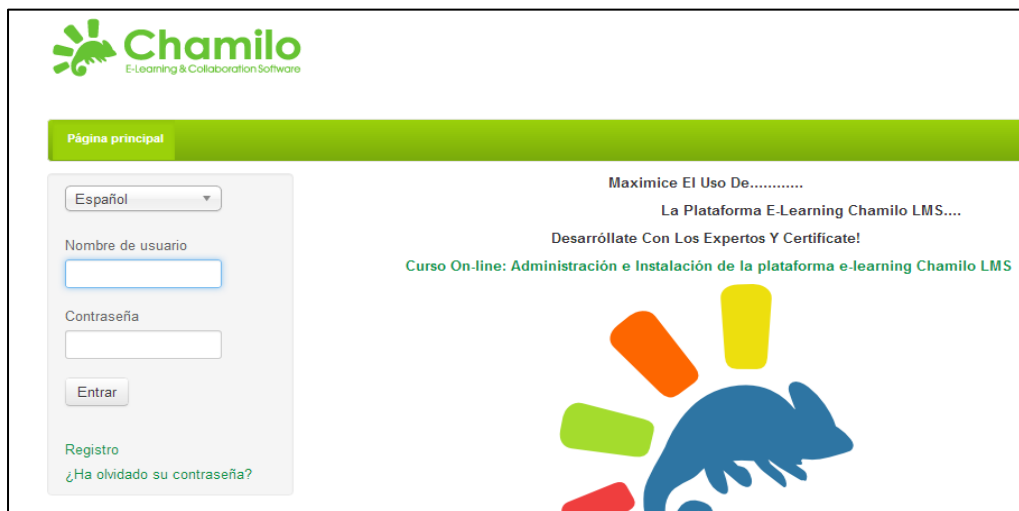 Chamilo
E-Learning & Collaboration Software
Página principal
Español
Nombre de usuario
Contraseña
Entrar
Registro
¿Ha olvidado su contraseña?
Maximice El Uso De............
La Plataforma E-Learning Chamilo LMS....
Desarróllate Con Los Expertos Y Certifícate!
Curso On-line: Administración e Instalación de la plataforma e-learning Chamilo LMS